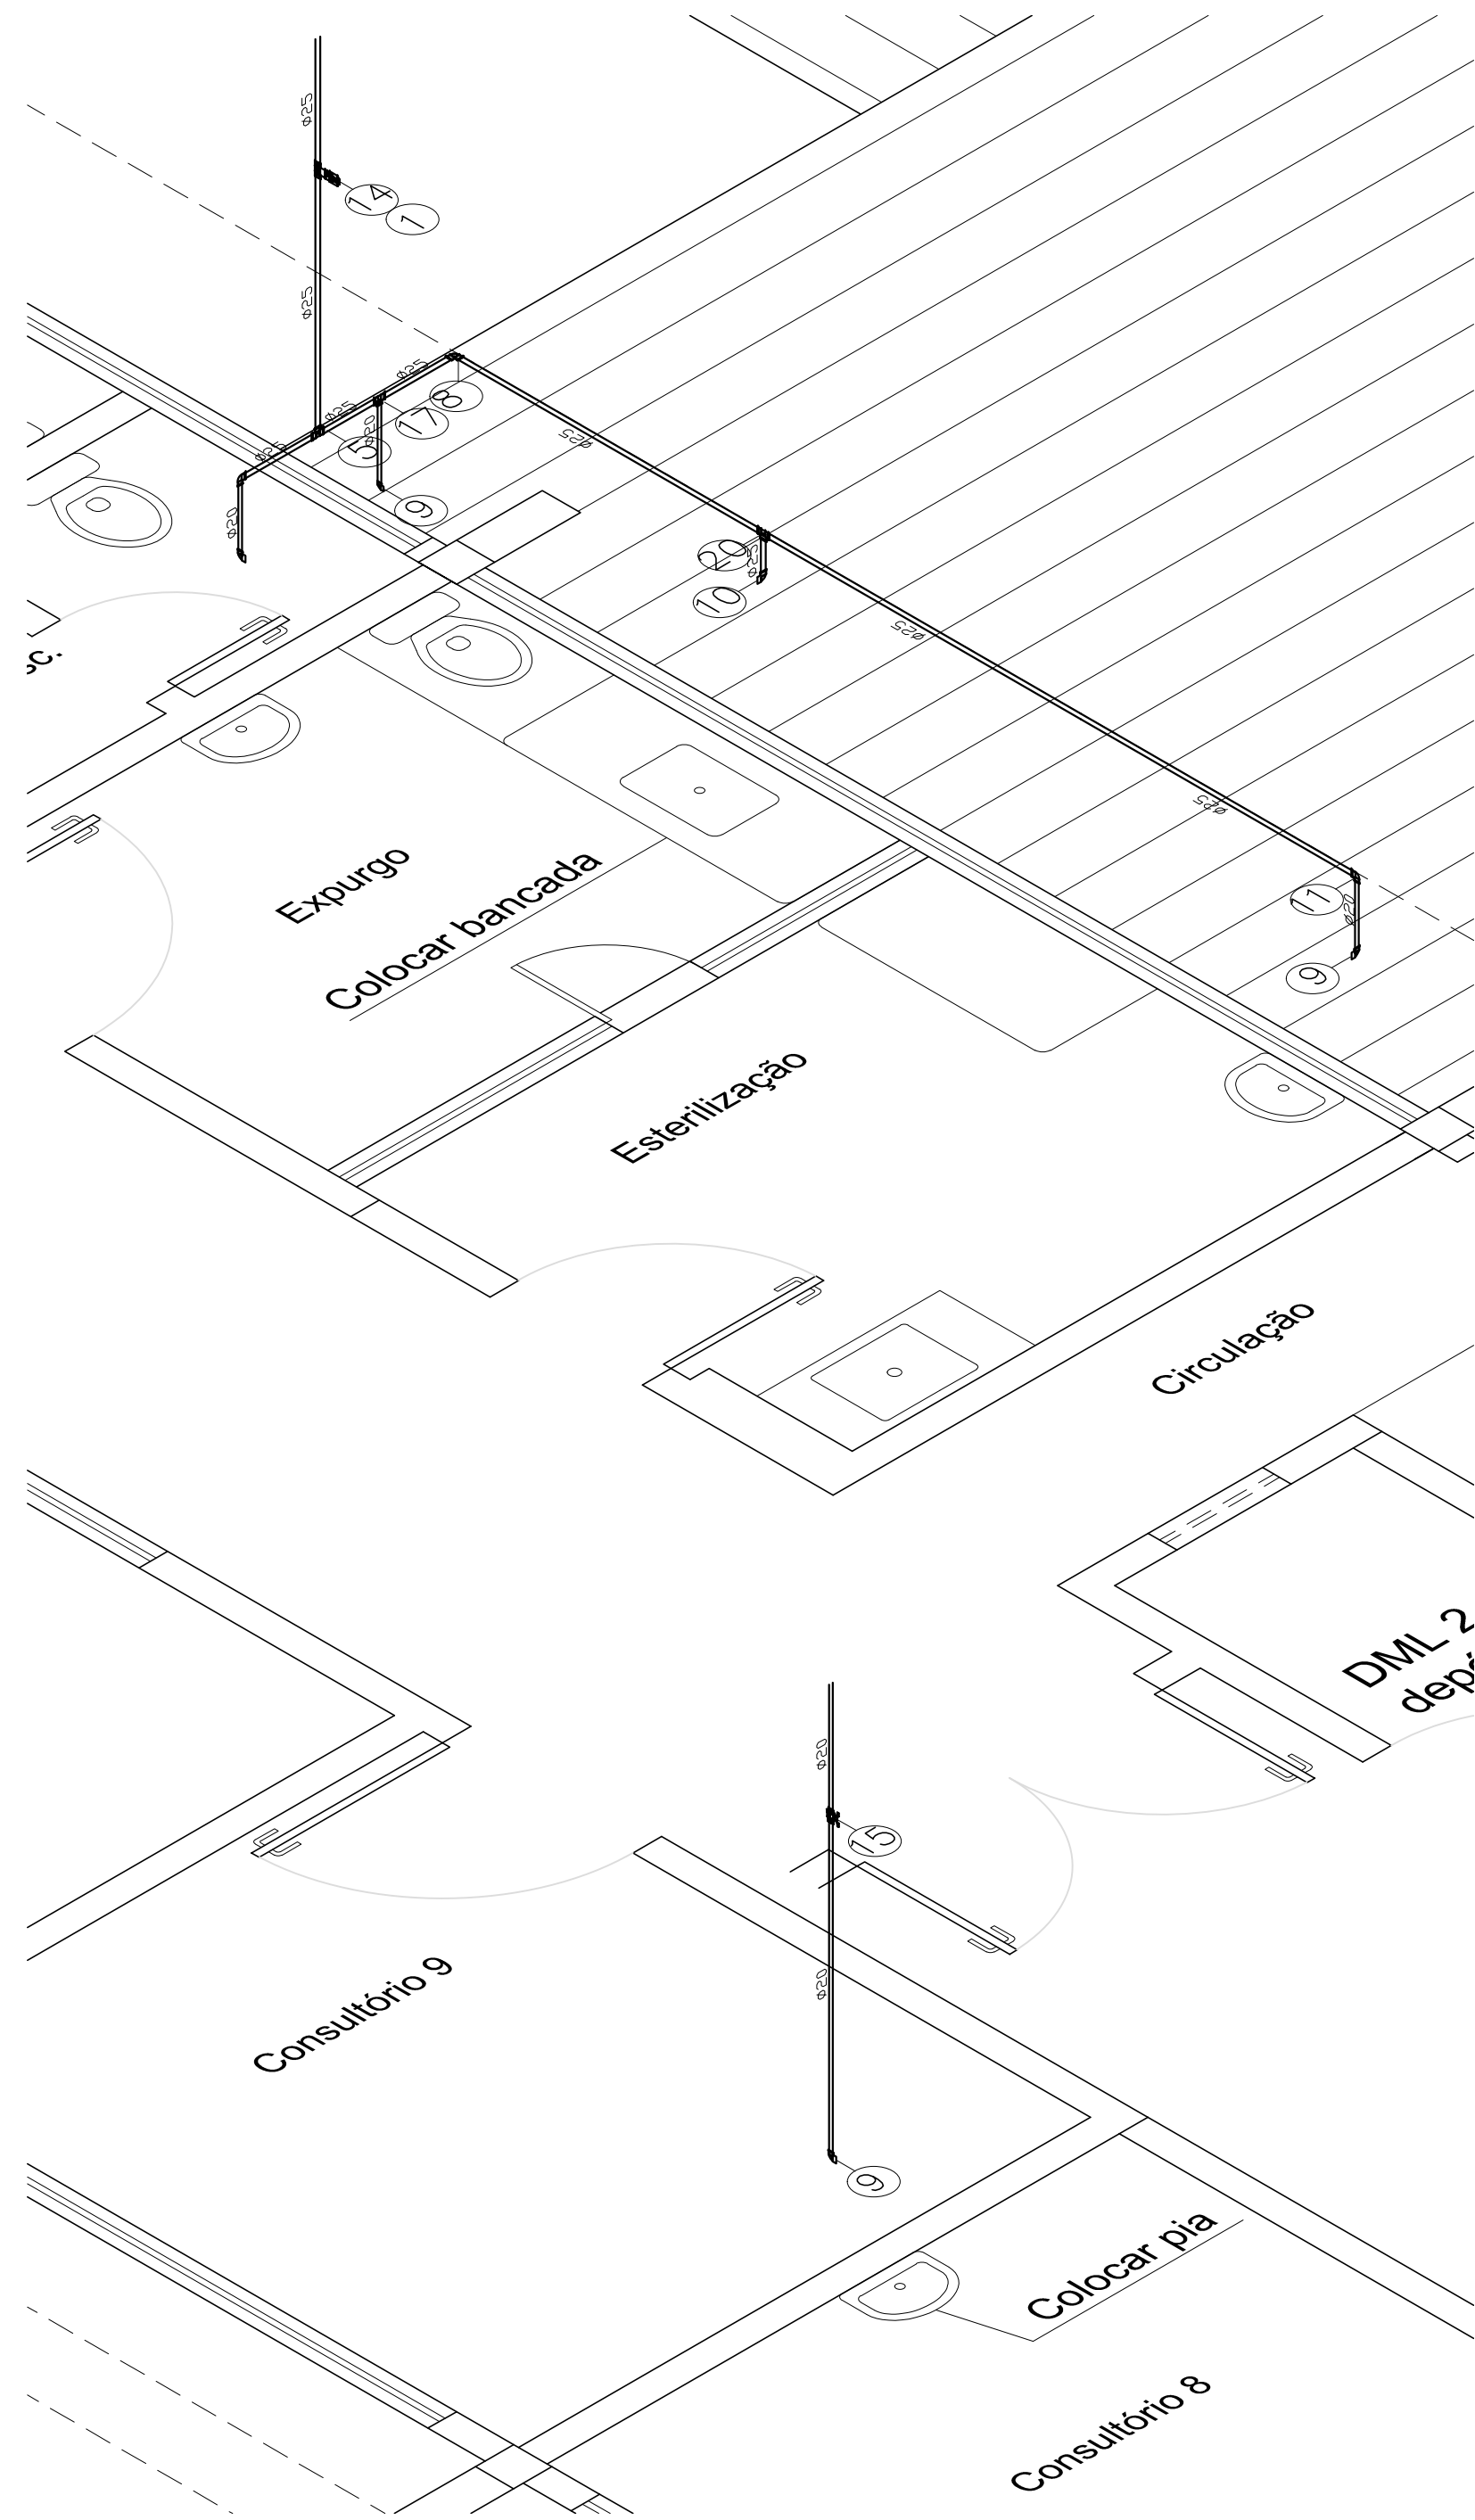 ø25
14
1
ø25
ø25
8
17
ø25
ø20
5
ø25
ø25
9
ø20
20
ø25
10
ø25
sc.
ø25
Expurgo
Colocar bancada
11
ø20
9
Esterilização
Circulação
DML 2
ø20
15
Consultório 9
ø20
9
Colocar pia
Consultório 8